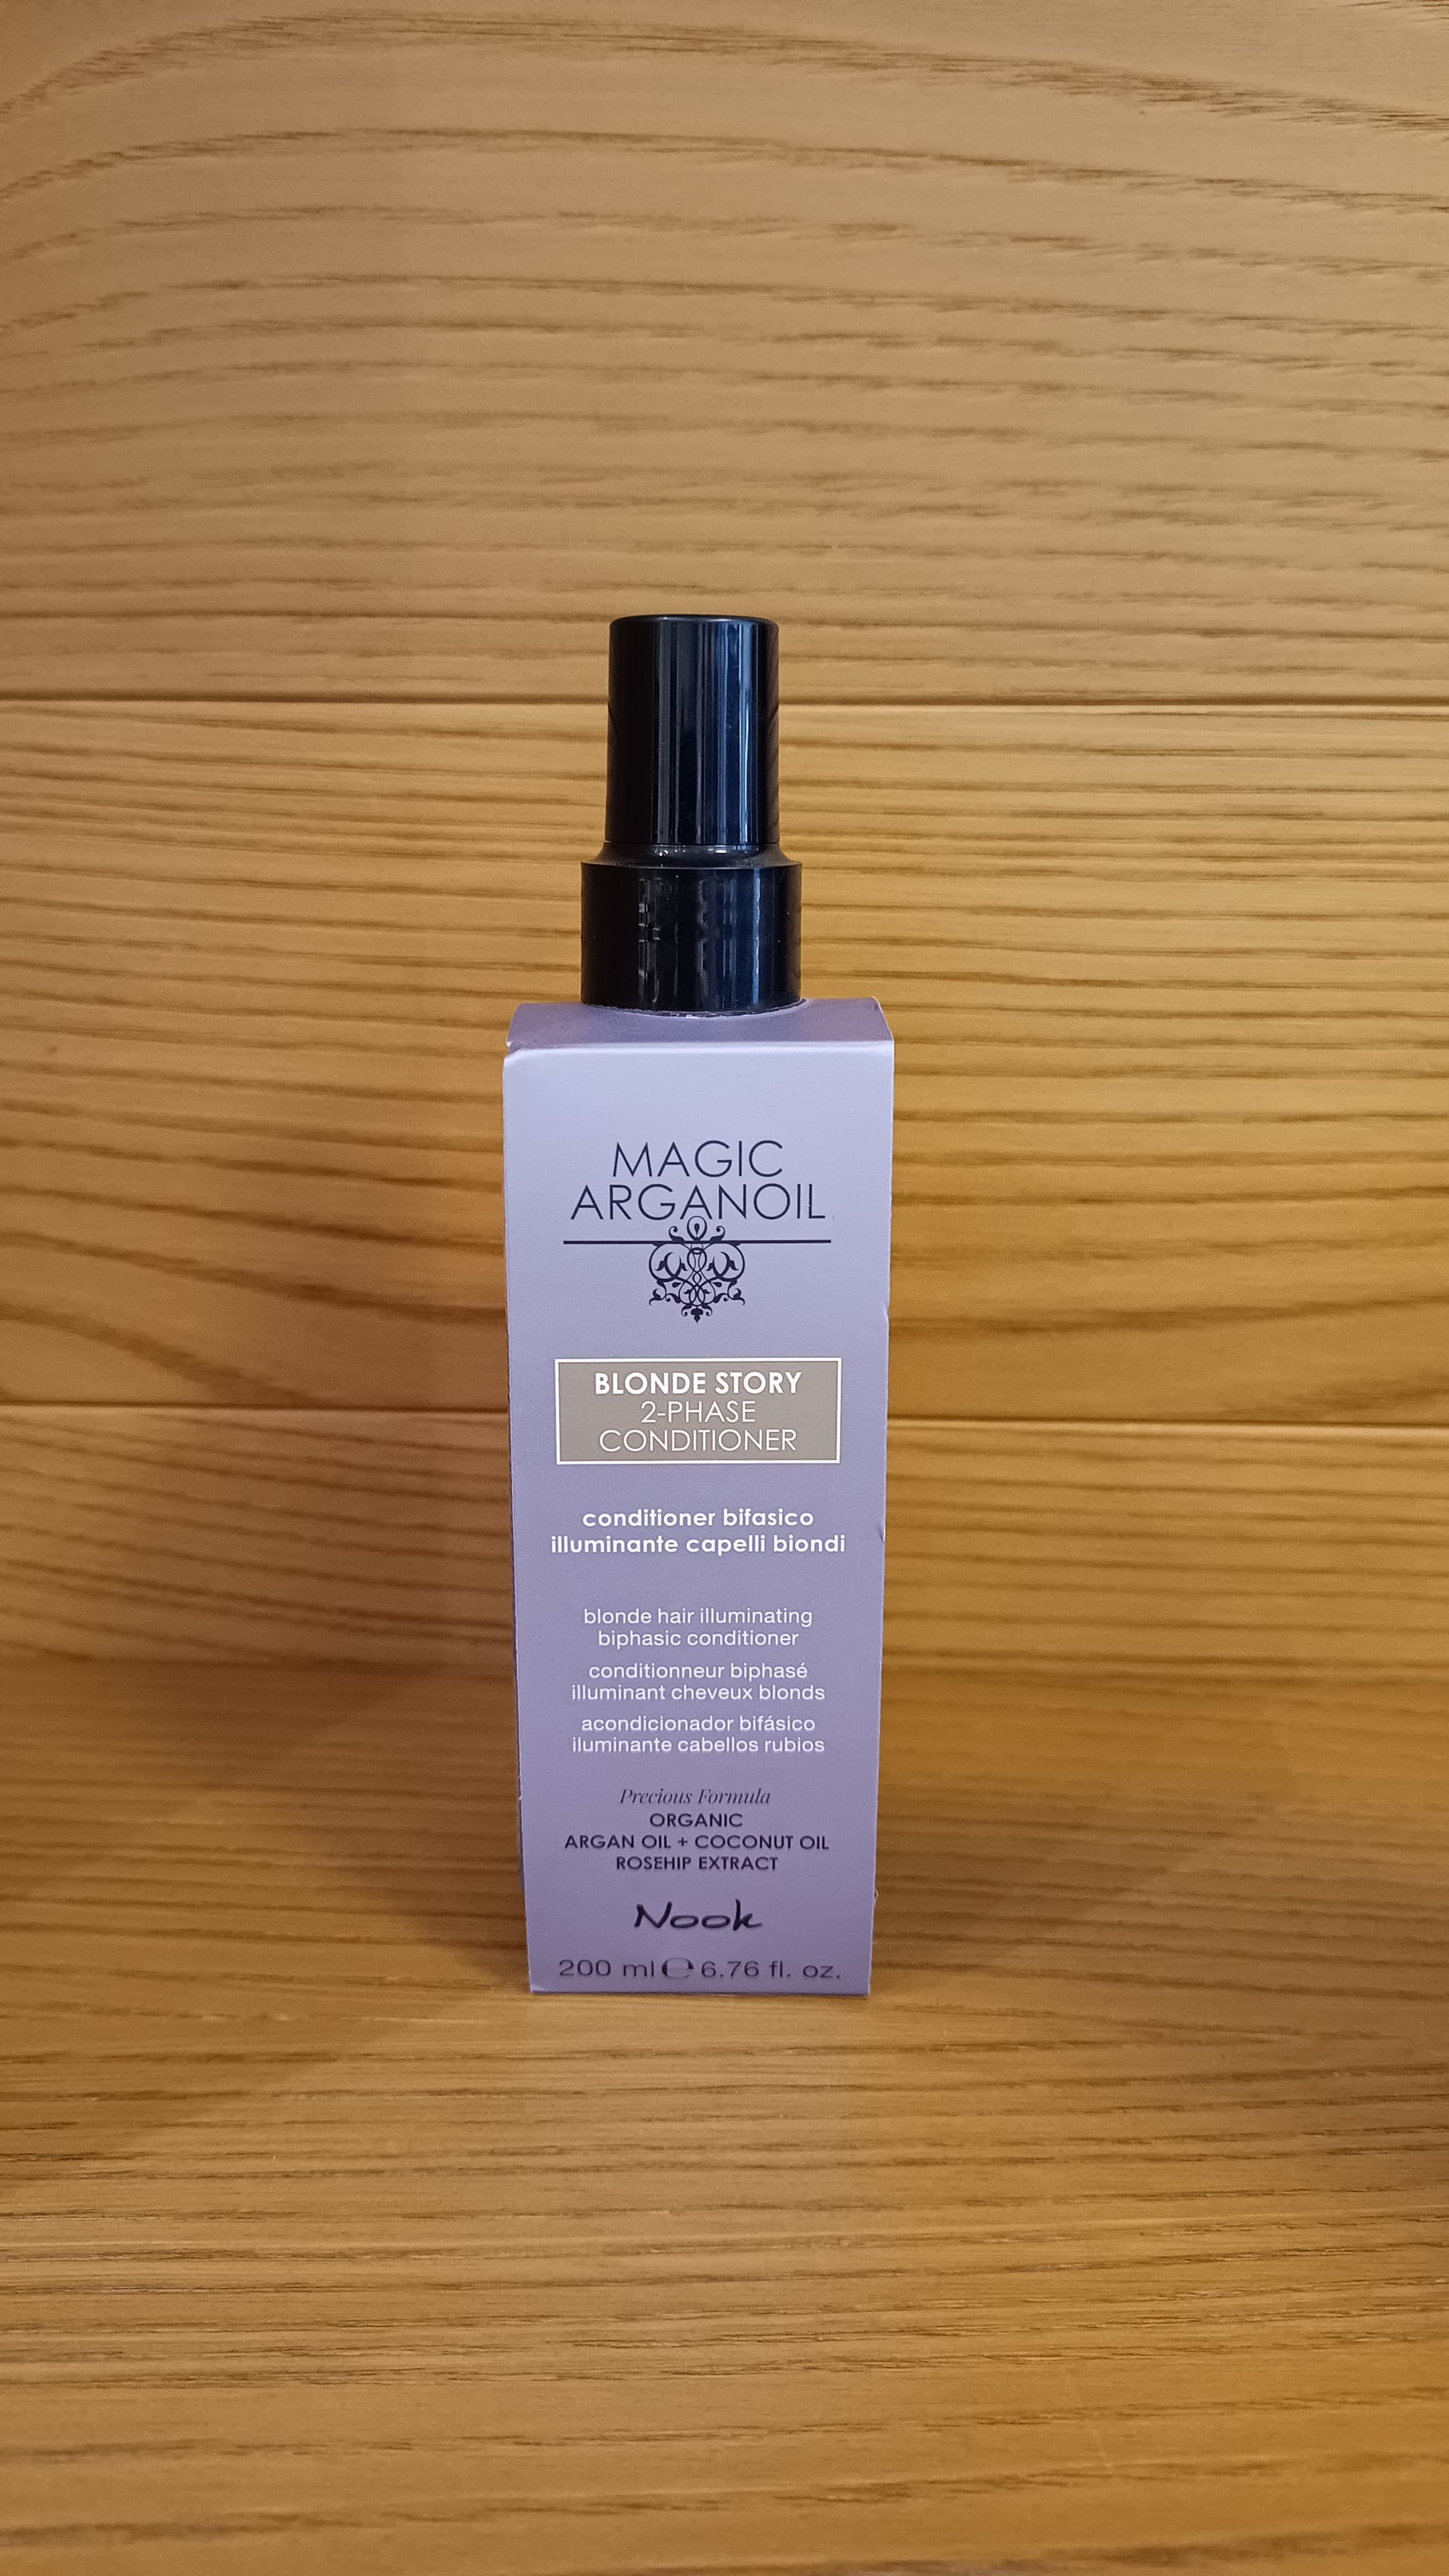 MAGIC
ARGANOIL
BLONDE STORY
2-PHASE
CONDITIONER
conditioner bifasico
illuminante capelli biondi
blonde hair illuminating
biphasic conditioner
conditionneur biphasé
illuminant cheveux blonds
acondicionador bifásico
iluminante cabellos rubios
Precious Formula
ORGANIC
ARGAN OIL + COCONUT OIL
ROSEHIP EXTRACT
Nook
200 ml ℮ 6.76 fl. oz.